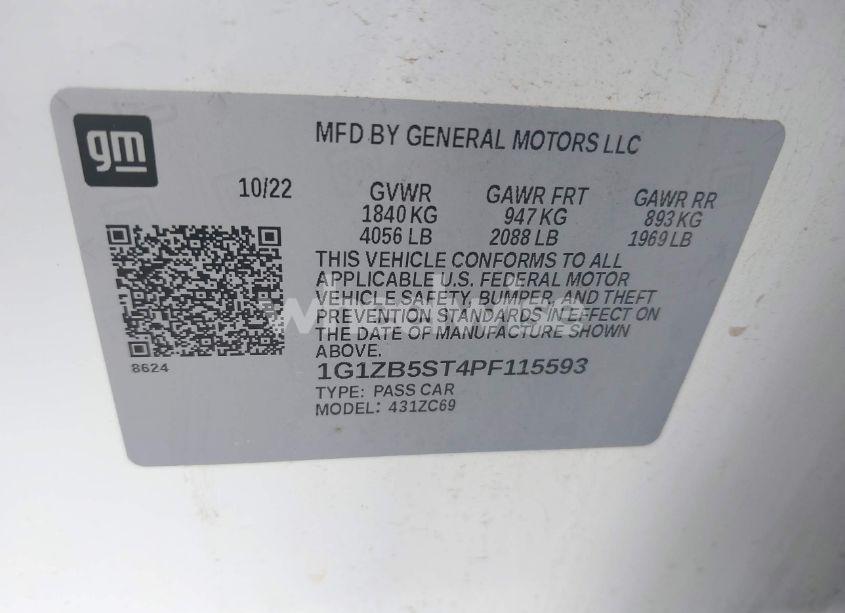 gm
MFD BY GENERAL MOTORS LLC
10/22 GVWR GAWR FRT GAWR RR
1840 KG 947 KG 893 KG
4056 LB 2088 LB 1969 LB
THIS VEHICLE CONFORMS TO ALL
APPLICABLE U.S. FEDERAL MOTOR
VEHICLE SAFETY, BUMPER, AND THEFT
PREVENTION STANDARDS IN EFFECT ON
THE DATE OF MANUFACTURE SHOWN
ABOVE.
8624
1G1ZB5ST4PF115593
TYPE: PASS CAR
MODEL: 431ZC69